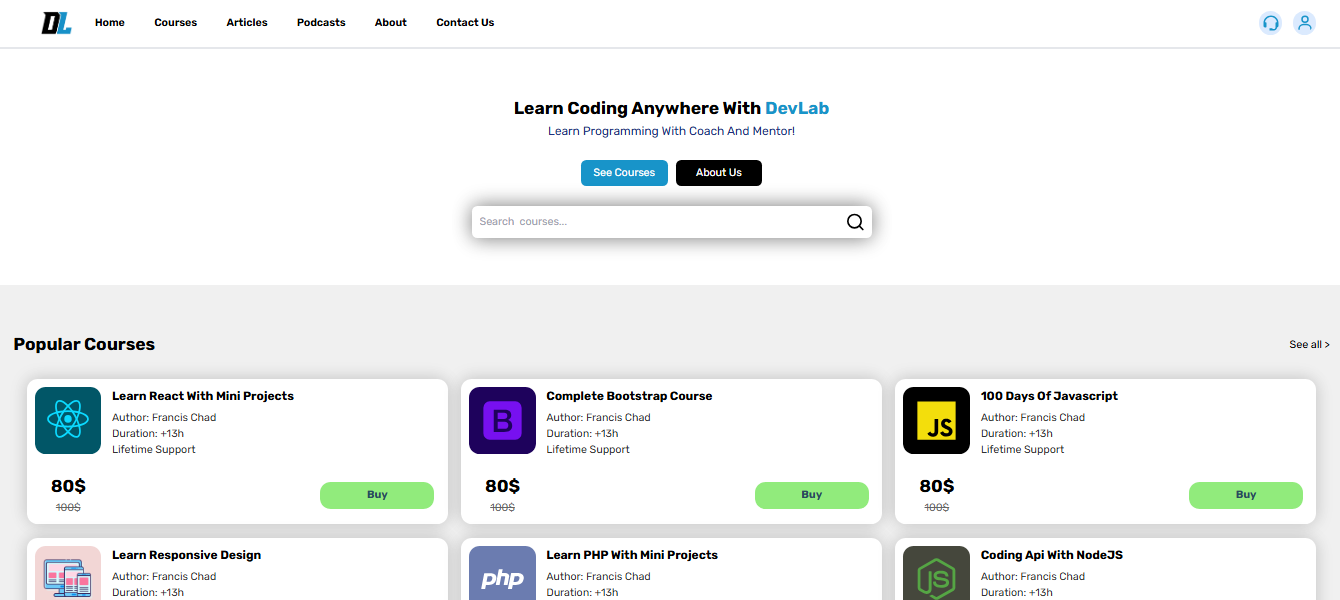 DL Home Courses Articles Podcasts About Contact Us
Learn Coding Anywhere With DevLab
Learn Programming With Coach And Mentor!
See Courses About Us
Search courses...
Popular Courses See all >
Learn React With Mini Projects
Author: Francis Chad
Duration: +13h
Lifetime Support
80$
100$
Buy
B
Complete Bootstrap Course
Author: Francis Chad
Duration: +13h
Lifetime Support
80$
100$
Buy
JS
100 Days Of Javascript
Author: Francis Chad
Duration: +13h
Lifetime Support
80$
100$
Buy
Learn Responsive Design
Author: Francis Chad
Duration: +13h
php
Learn PHP With Mini Projects
Author: Francis Chad
Duration: +13h
JS
Coding Api With NodeJS
Author: Francis Chad
Duration: +13h